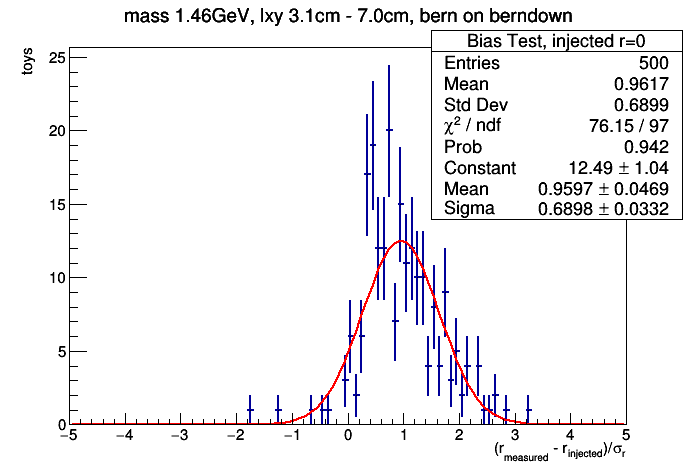 mass 1.46GeV, lxy 3.1cm - 7.0cm, bern on berndown
Bias Test, injected r=0
Entries 500
Mean 0.9617
Std Dev 0.6899
χ² / ndf 76.15 / 97
Prob 0.942
Constant 12.49 ± 1.04
Mean 0.9597 ± 0.0469
Sigma 0.6898 ± 0.0332
toys
25
20
15
10
5
0
−5 −4 −3 −2 −1 0 1 2 3 4 5
(r_measured - r_injected)/σ_r